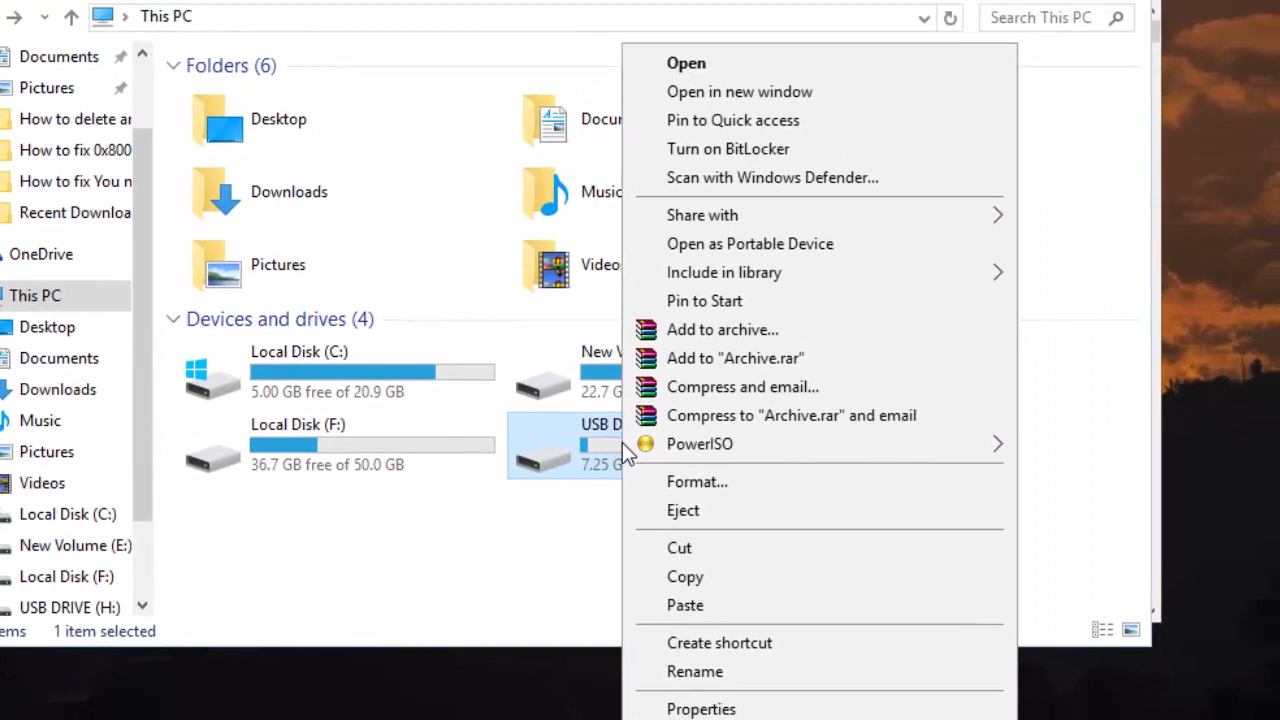 This PC
Search This PC
Documents
Pictures
How to delete ar
How to fix 0x800
How to fix You n
Recent Downloa
OneDrive
This PC
Desktop
Documents
Downloads
Music
Pictures
Videos
Local Disk (C:)
New Volume (E:)
Local Disk (F:)
USB DRIVE (H:)
Folders (6)
Desktop
Docu
Downloads
Music
Pictures
Video
Devices and drives (4)
Local Disk (C:)
5.00 GB free of 20.9 GB
New V
22.7 G
Local Disk (F:)
36.7 GB free of 50.0 GB
USB D
7.25 G
Open
Open in new window
Pin to Quick access
Turn on BitLocker
Scan with Windows Defender...
Share with
Open as Portable Device
Include in library
Pin to Start
Add to archive...
Add to "Archive.rar"
Compress and email...
Compress to "Archive.rar" and email
PowerISO
Format...
Eject
Cut
Copy
Paste
Create shortcut
Rename
Properties
ems 1 item selected